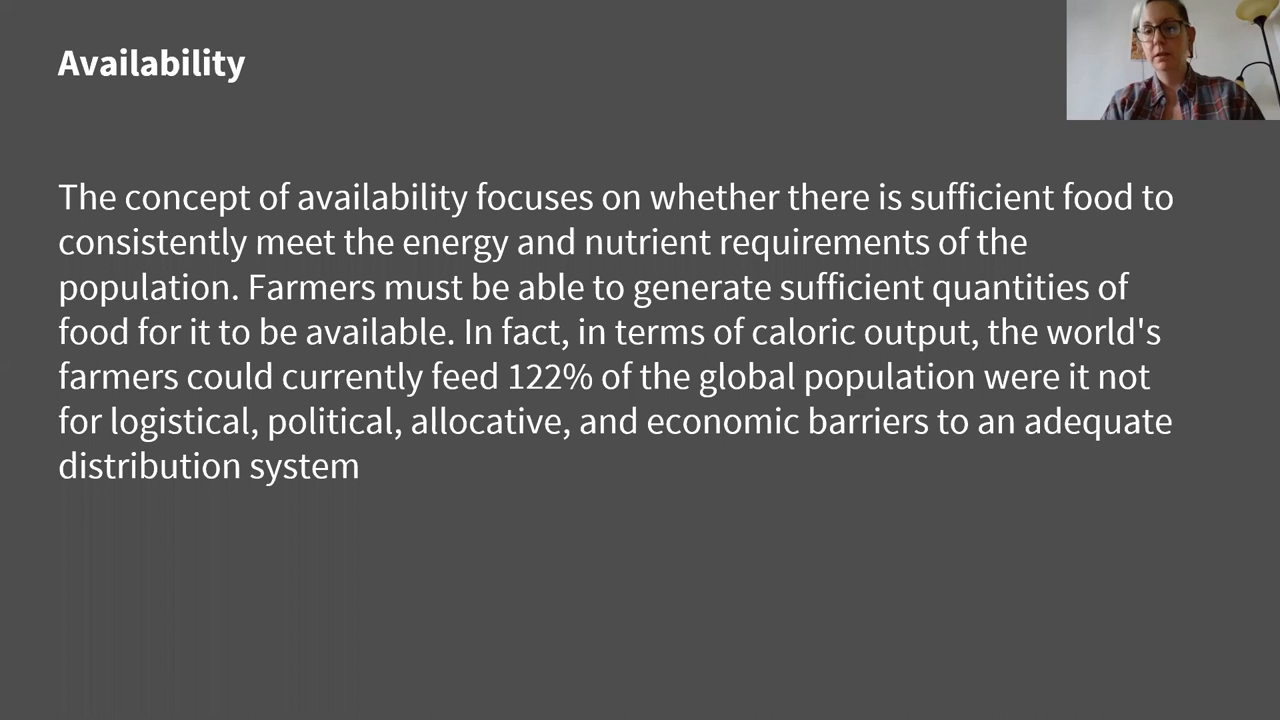 Availability
The concept of availability focuses on whether there is sufficient food to
consistently meet the energy and nutrient requirements of the
population. Farmers must be able to generate sufficient quantities of
food for it to be available. In fact, in terms of caloric output, the world's
farmers could currently feed 122% of the global population were it not
for logistical, political, allocative, and economic barriers to an adequate
distribution system